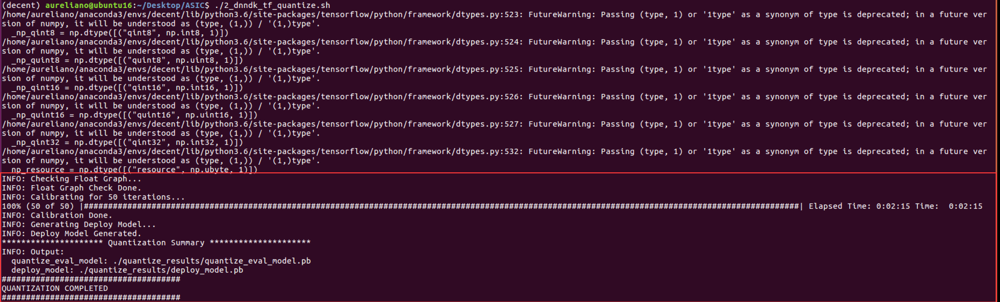 (decent) aureliano@ubuntu16:~/Desktop/ASIC$ ./2_dnndk_tf_quantize.sh
/home/aureliano/anaconda3/envs/decent/lib/python3.6/site-packages/tensorflow/python/framework/dtypes.py:523: FutureWarning: Passing (type, 1) or '1type' as a synonym of type is deprecated; in a future ver
sion of numpy, it will be understood as (type, (1,)) / '(1,)type'.
  _np_qint8 = np.dtype([("qint8", np.int8, 1)])
/home/aureliano/anaconda3/envs/decent/lib/python3.6/site-packages/tensorflow/python/framework/dtypes.py:524: FutureWarning: Passing (type, 1) or '1type' as a synonym of type is deprecated; in a future ver
sion of numpy, it will be understood as (type, (1,)) / '(1,)type'.
  _np_quint8 = np.dtype([("quint8", np.uint8, 1)])
/home/aureliano/anaconda3/envs/decent/lib/python3.6/site-packages/tensorflow/python/framework/dtypes.py:525: FutureWarning: Passing (type, 1) or '1type' as a synonym of type is deprecated; in a future ver
sion of numpy, it will be understood as (type, (1,)) / '(1,)type'.
  _np_qint16 = np.dtype([("qint16", np.int16, 1)])
/home/aureliano/anaconda3/envs/decent/lib/python3.6/site-packages/tensorflow/python/framework/dtypes.py:526: FutureWarning: Passing (type, 1) or '1type' as a synonym of type is deprecated; in a future ver
sion of numpy, it will be understood as (type, (1,)) / '(1,)type'.
  _np_quint16 = np.dtype([("quint16", np.uint16, 1)])
/home/aureliano/anaconda3/envs/decent/lib/python3.6/site-packages/tensorflow/python/framework/dtypes.py:527: FutureWarning: Passing (type, 1) or '1type' as a synonym of type is deprecated; in a future ver
sion of numpy, it will be understood as (type, (1,)) / '(1,)type'.
  _np_qint32 = np.dtype([("qint32", np.int32, 1)])
/home/aureliano/anaconda3/envs/decent/lib/python3.6/site-packages/tensorflow/python/framework/dtypes.py:532: FutureWarning: Passing (type, 1) or '1type' as a synonym of type is deprecated; in a future ver
sion of numpy, it will be understood as (type, (1,)) / '(1,)type'.
  np_resource = np.dtype([("resource", np.ubyte, 1)])
INFO: Checking Float Graph...
INFO: Float Graph Check Done.
INFO: Calibrating for 50 iterations...
100% (50 of 50) |####################################################################################################################################################| Elapsed Time: 0:02:15 Time:  0:02:15
INFO: Calibration Done.
INFO: Generating Deploy Model...
INFO: Deploy Model Generated.
********************* Quantization Summary *********************
INFO: Output:
  quantize_eval_model: ./quantize_results/quantize_eval_model.pb
  deploy_model: ./quantize_results/deploy_model.pb
#####################################
QUANTIZATION COMPLETED
#####################################